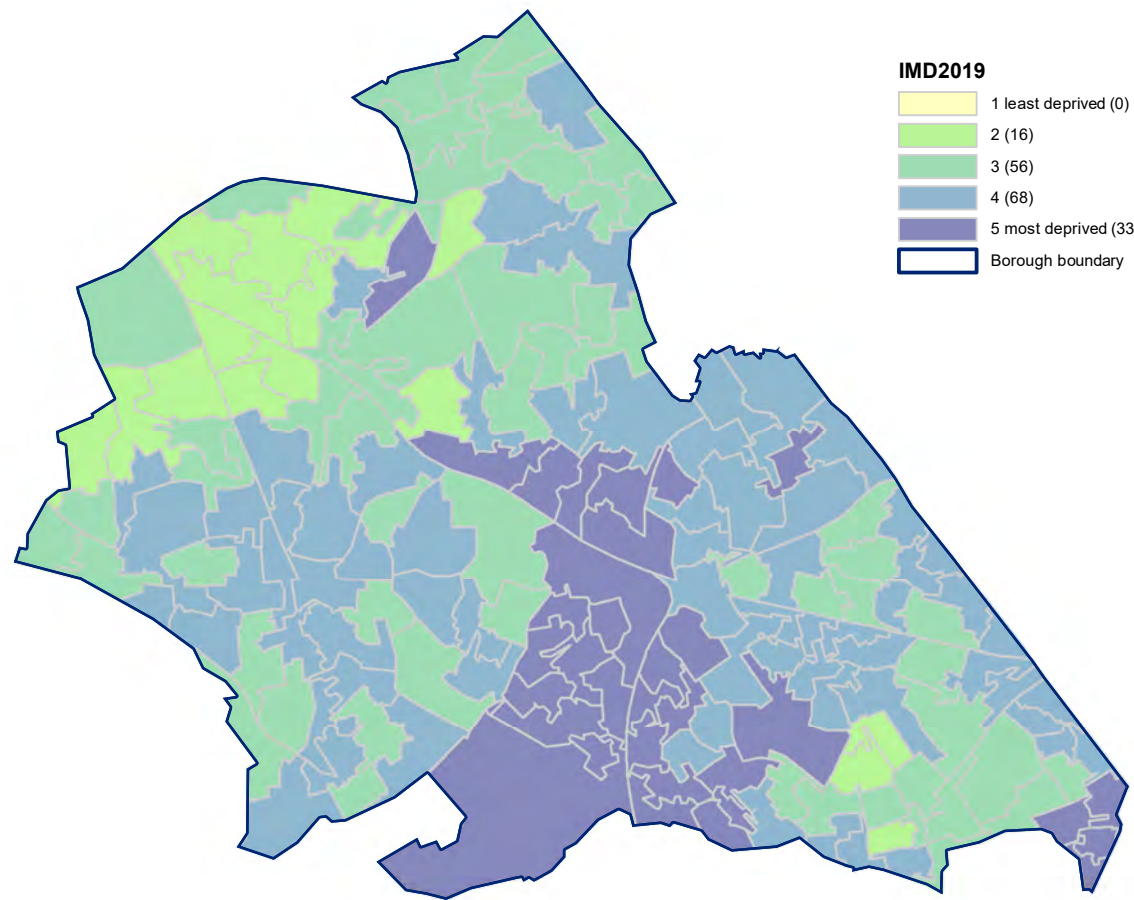 IMD2019
1 least deprived (0)
2 (16)
3 (56)
4 (68)
5 most deprived (33
Borough boundary